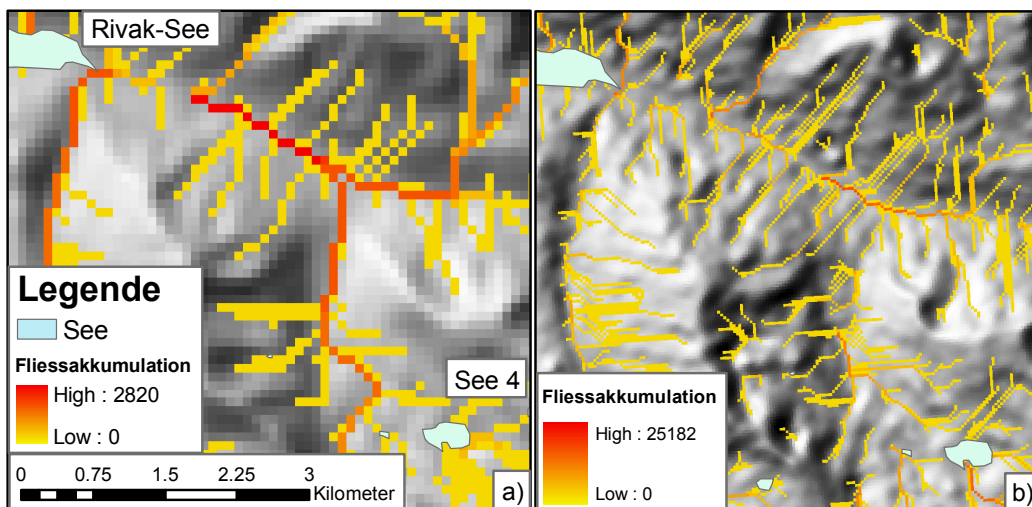 Rivak-See
Legende
See
Fliessakkumulation
High : 2820
Low : 0
See 4
0 0.75 1.5 2.25 3
Kilometer
a)
Fliessakkumulation
High : 25182
Low : 0
b)